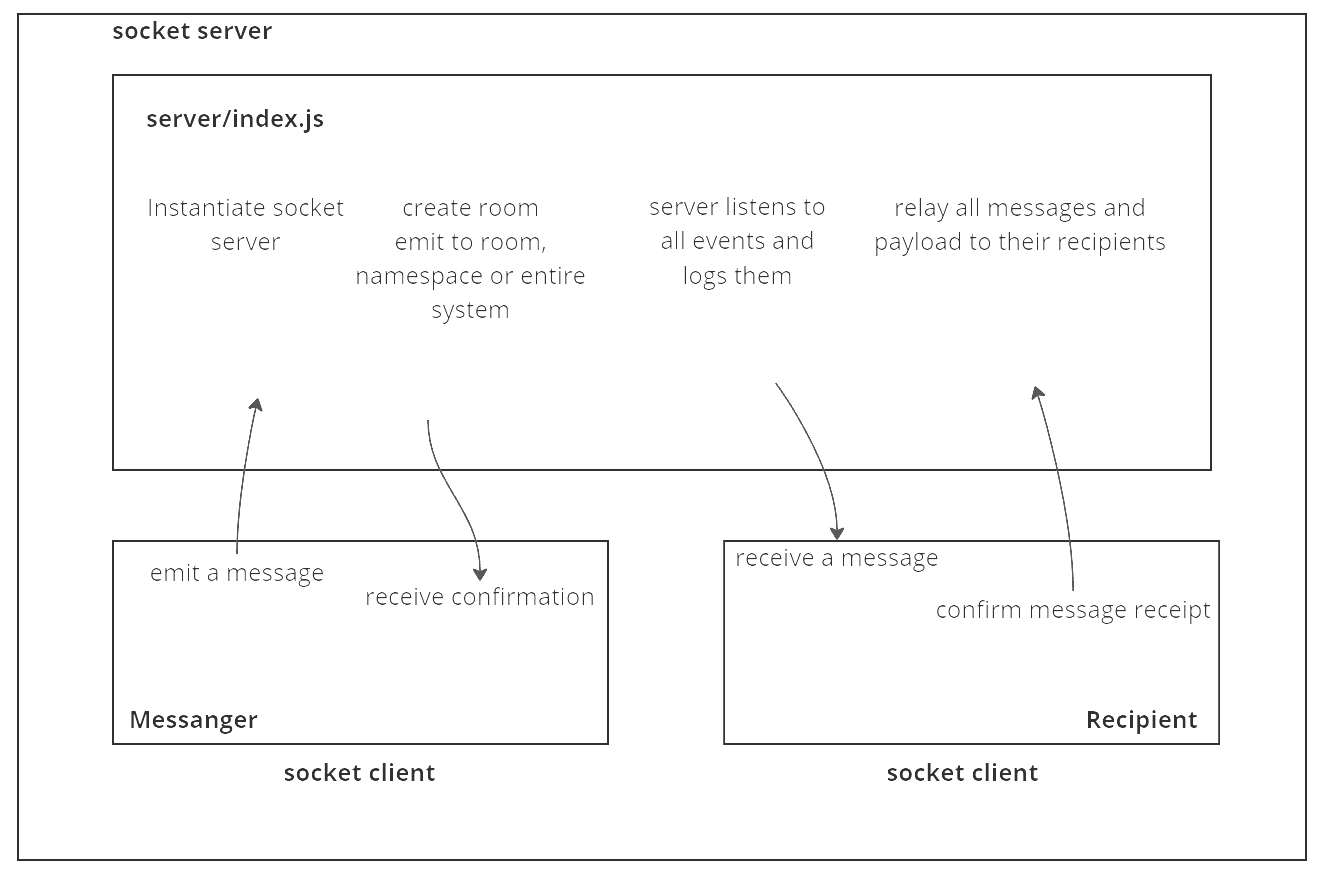 socket server
server/index.js
Instantiate socket
server
create room
emit to room,
namespace or entire
system
server listens to
all events and
logs them
relay all messages and
payload to their recipients
emit a message
receive confirmation
Messanger
socket client
receive a message
confirm message receipt
Recipient
socket client